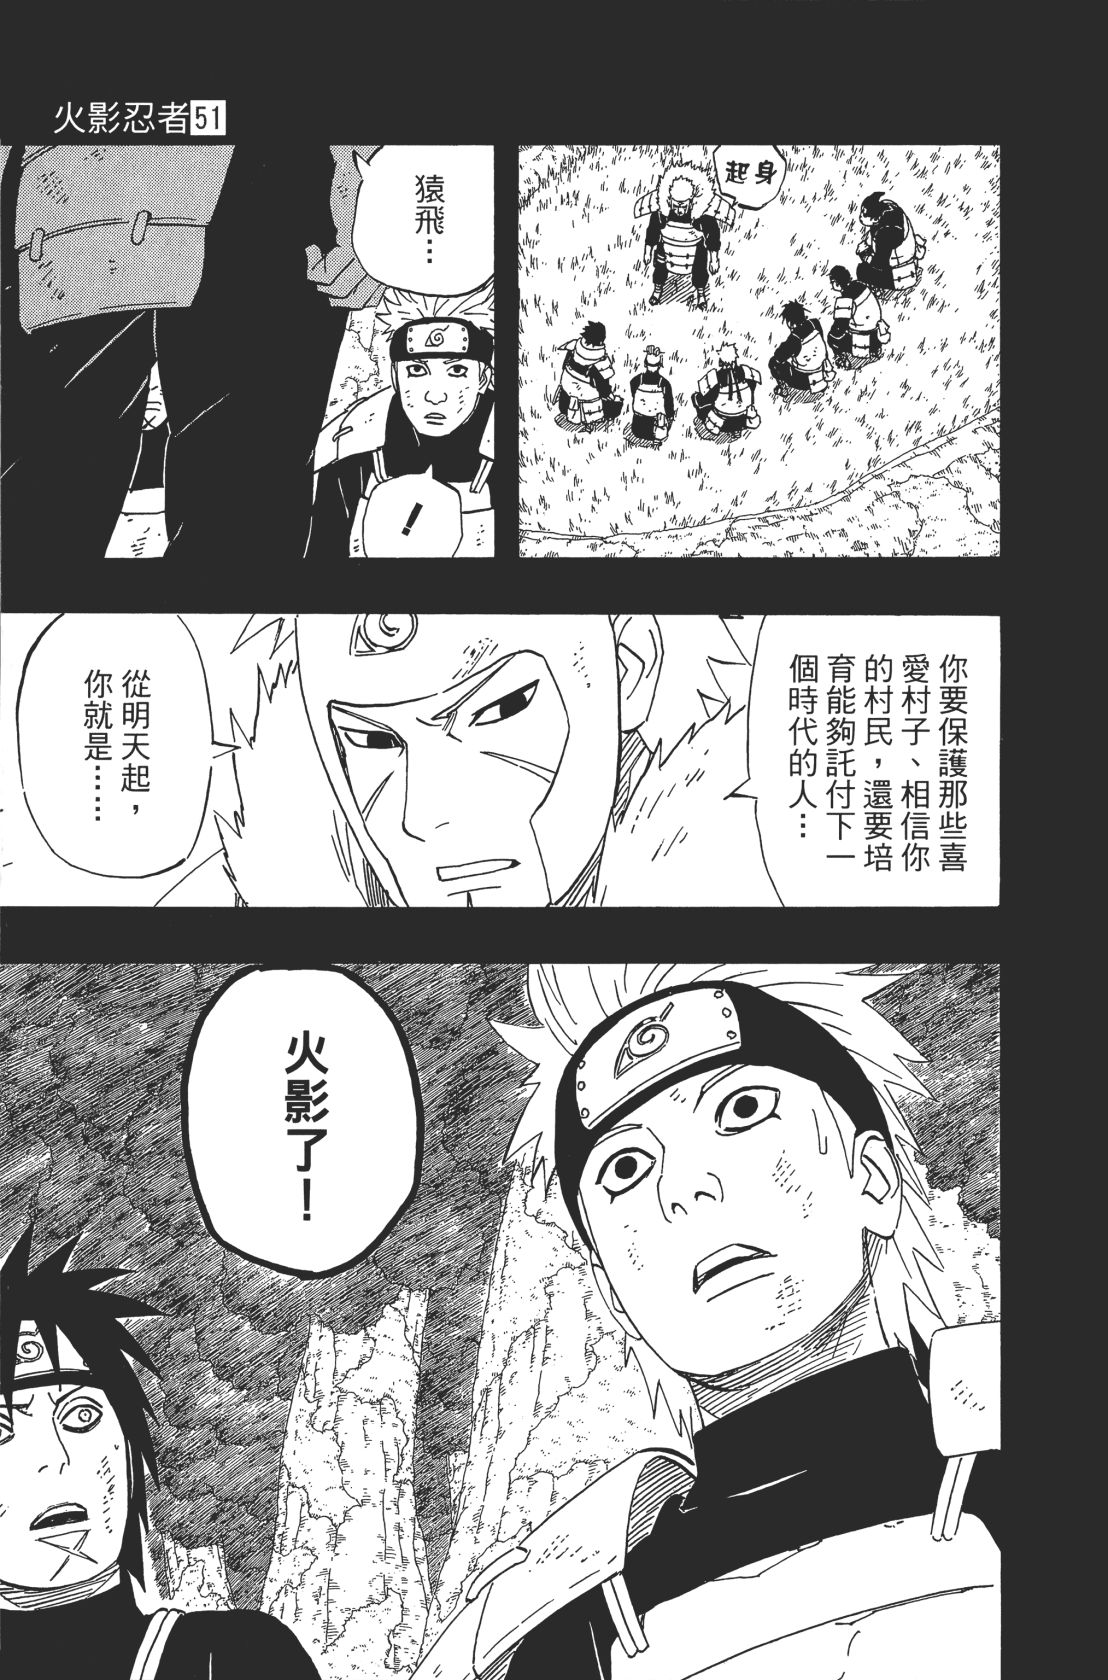 火影忍者51
起身
猿飛…
！
你要保護那些喜
愛村子、相信你
的村民，還要培
育能夠託付下一
個時代的人…
從明天起，
你就是……
火影了！